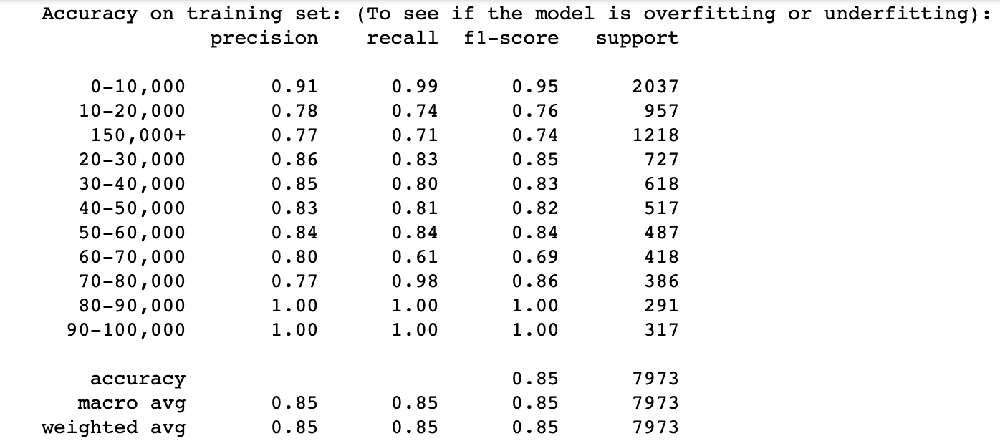 Accuracy on training set: (To see if the model is overfitting or underfitting):
precision recall f1-score support
0-10,000 0.91 0.99 0.95 2037
10-20,000 0.78 0.74 0.76 957
150,000+ 0.77 0.71 0.74 1218
20-30,000 0.86 0.83 0.85 727
30-40,000 0.85 0.80 0.83 618
40-50,000 0.83 0.81 0.82 517
50-60,000 0.84 0.84 0.84 487
60-70,000 0.80 0.61 0.69 418
70-80,000 0.77 0.98 0.86 386
80-90,000 1.00 1.00 1.00 291
90-100,000 1.00 1.00 1.00 317
accuracy 0.85 7973
macro avg 0.85 0.85 0.85 7973
weighted avg 0.85 0.85 0.85 7973